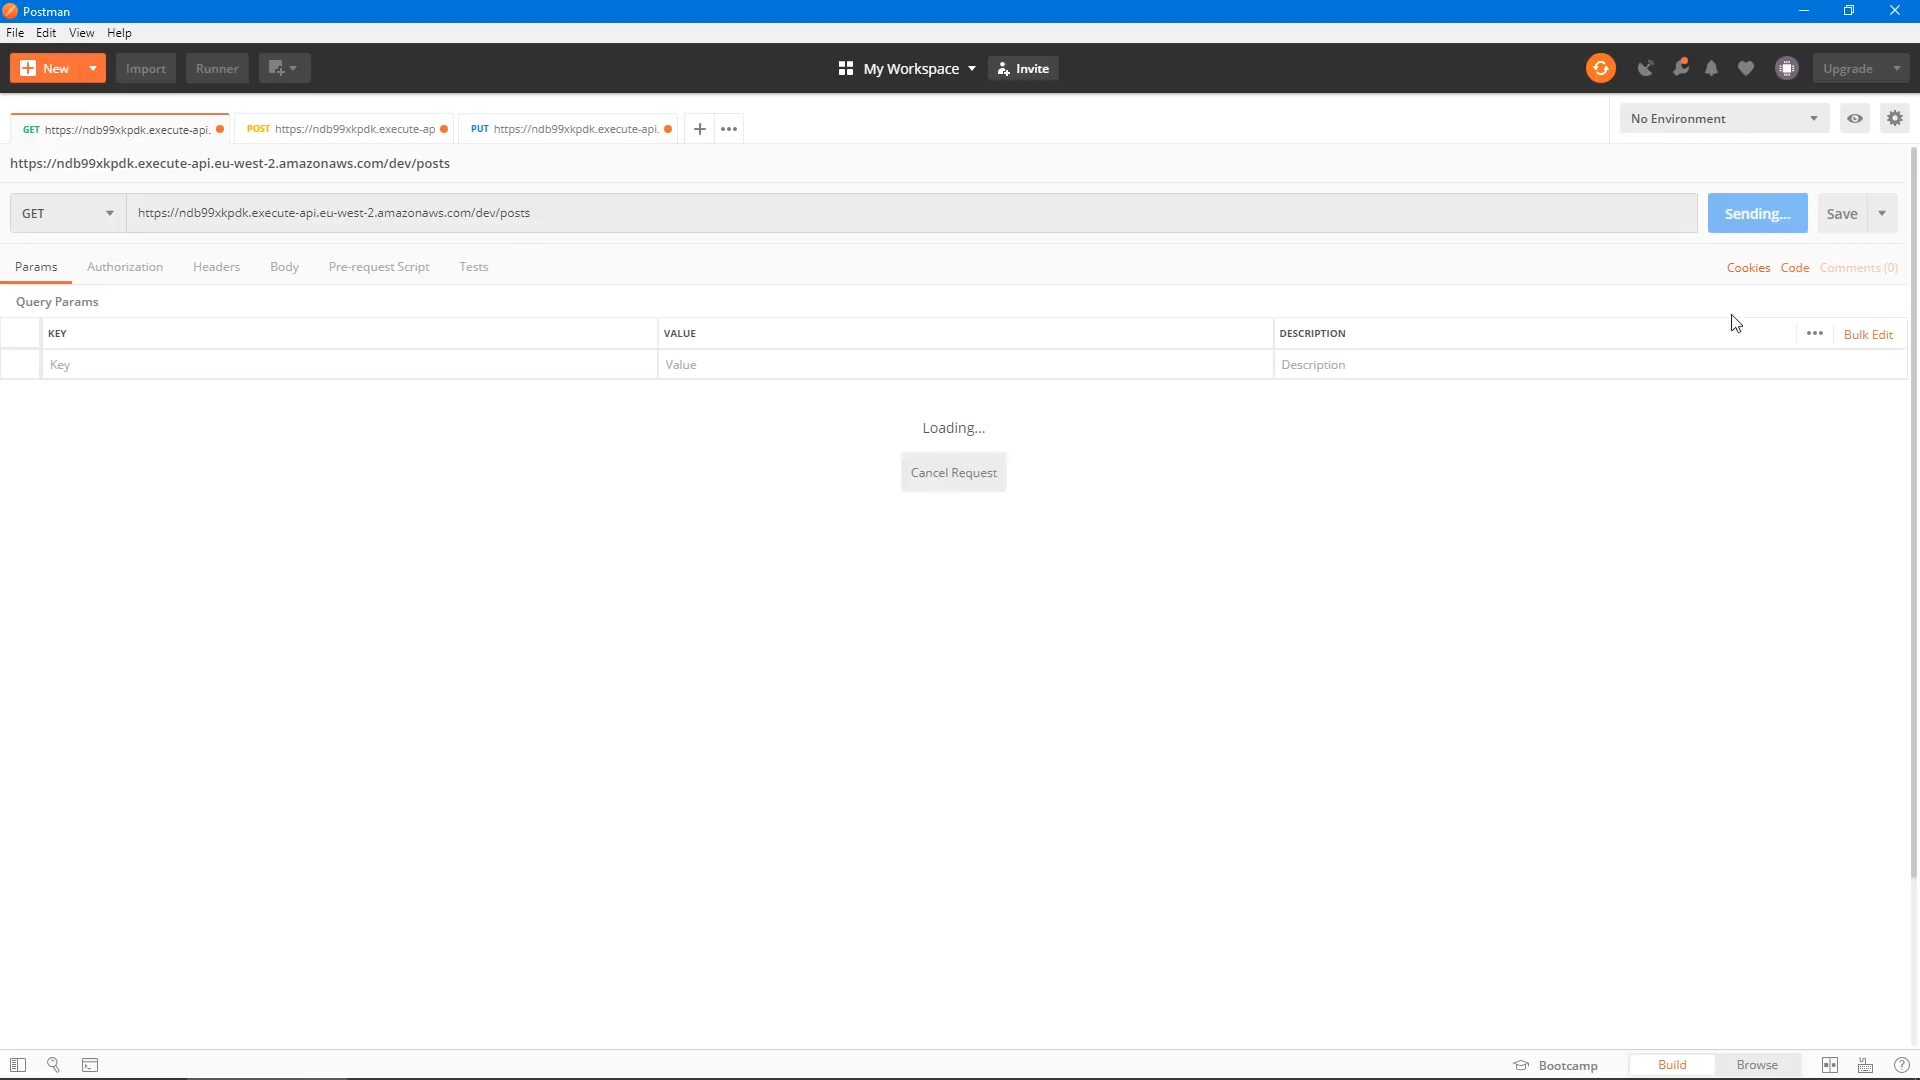 Postman
File Edit View Help
New Import Runner My Workspace Invite Upgrade
GET https://ndb99xkpdk.execute-api. POST https://ndb99xkpdk.execute-ap PUT https://ndb99xkpdk.execute-api. No Environment
https://ndb99xkpdk.execute-api.eu-west-2.amazonaws.com/dev/posts
GET https://ndb99xkpdk.execute-api.eu-west-2.amazonaws.com/dev/posts Sending... Save
Params Authorization Headers Body Pre-request Script Tests Cookies Code Comments (0)
Query Params
KEY VALUE DESCRIPTION Bulk Edit
Key Value Description
Loading...
Cancel Request
Bootcamp Build Browse